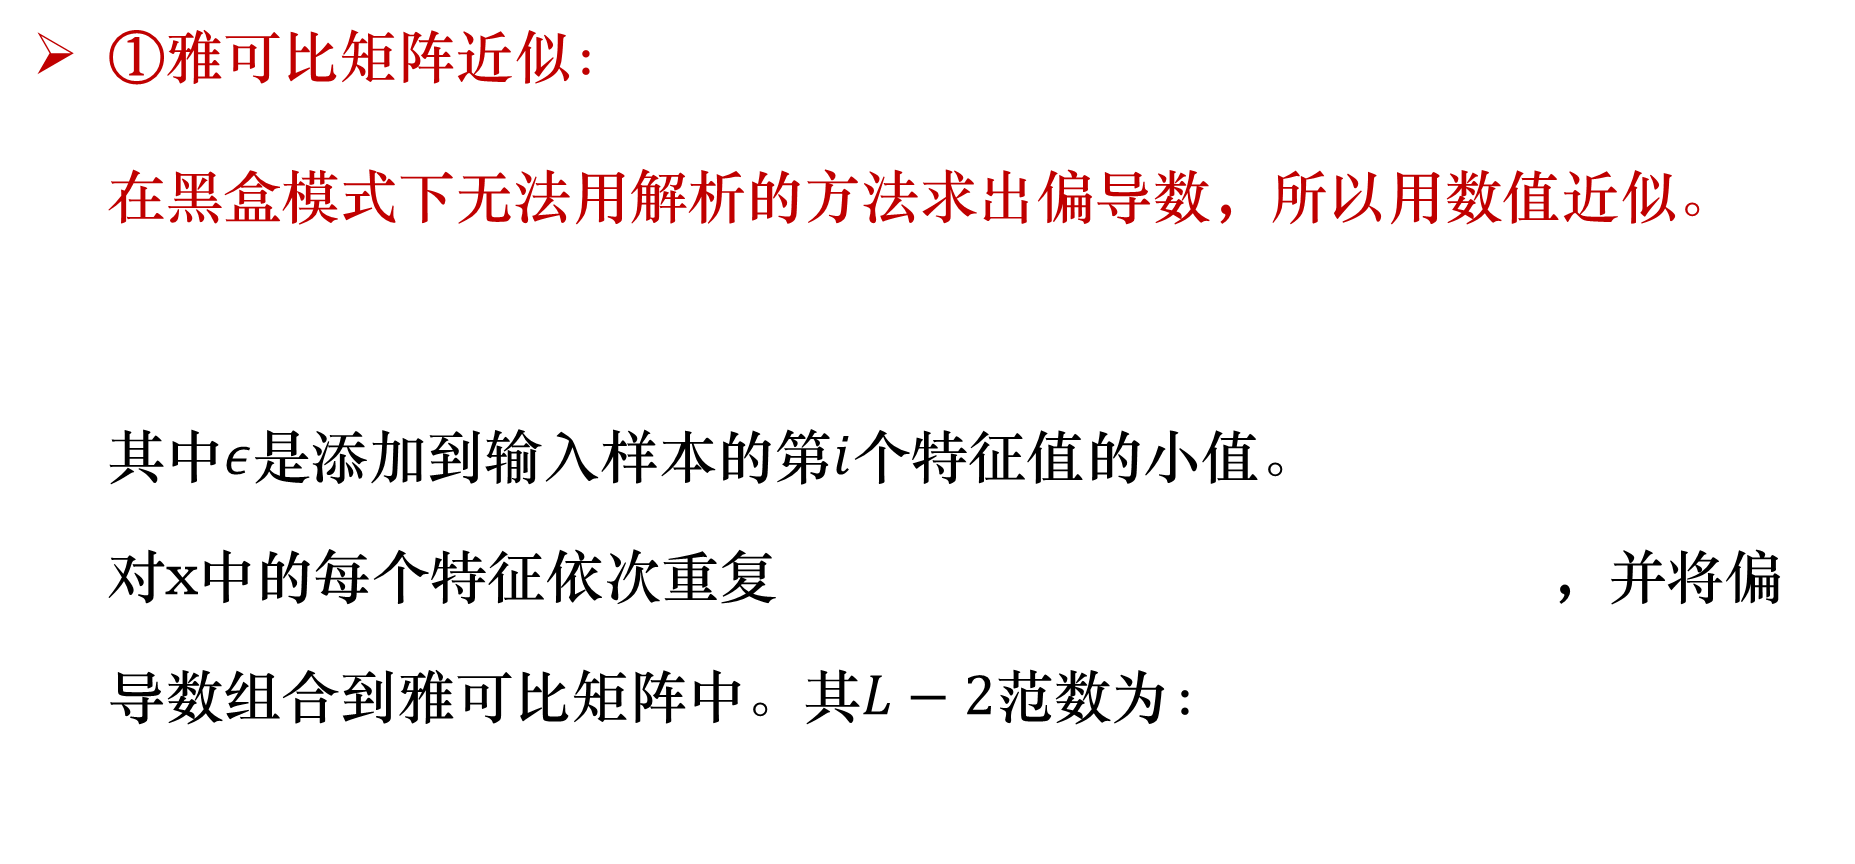 ➢ ①雅可比矩阵近似：
在黑盒模式下无法用解析的方法求出偏导数，所以用数值近似。
其中ϵ是添加到输入样本的第i个特征值的小值。
对x中的每个特征依次重复 ，并将偏
导数组合到雅可比矩阵中。其L − 2范数为：